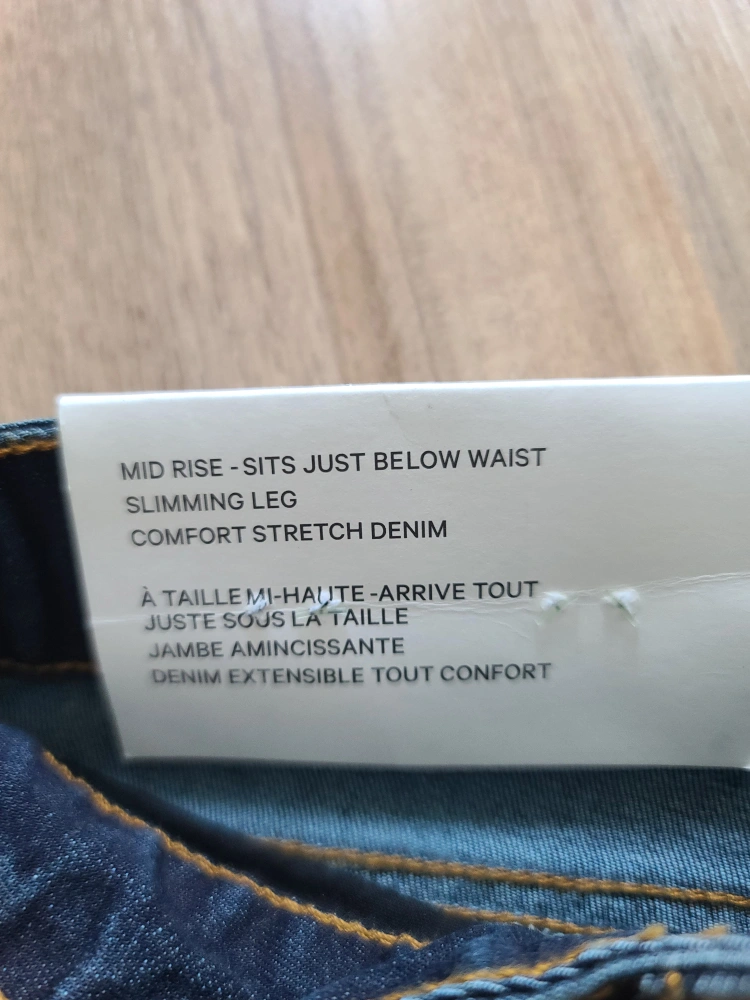 MID RISE - SITS JUST BELOW WAIST
SLIMMING LEG
COMFORT STRETCH DENIM
À TAILLE MI-HAUTE - ARRIVE TOUT
JUSTE SOUS LA TAILLE
JAMBE AMINCISSANTE
DENIM EXTENSIBLE TOUT CONFORT